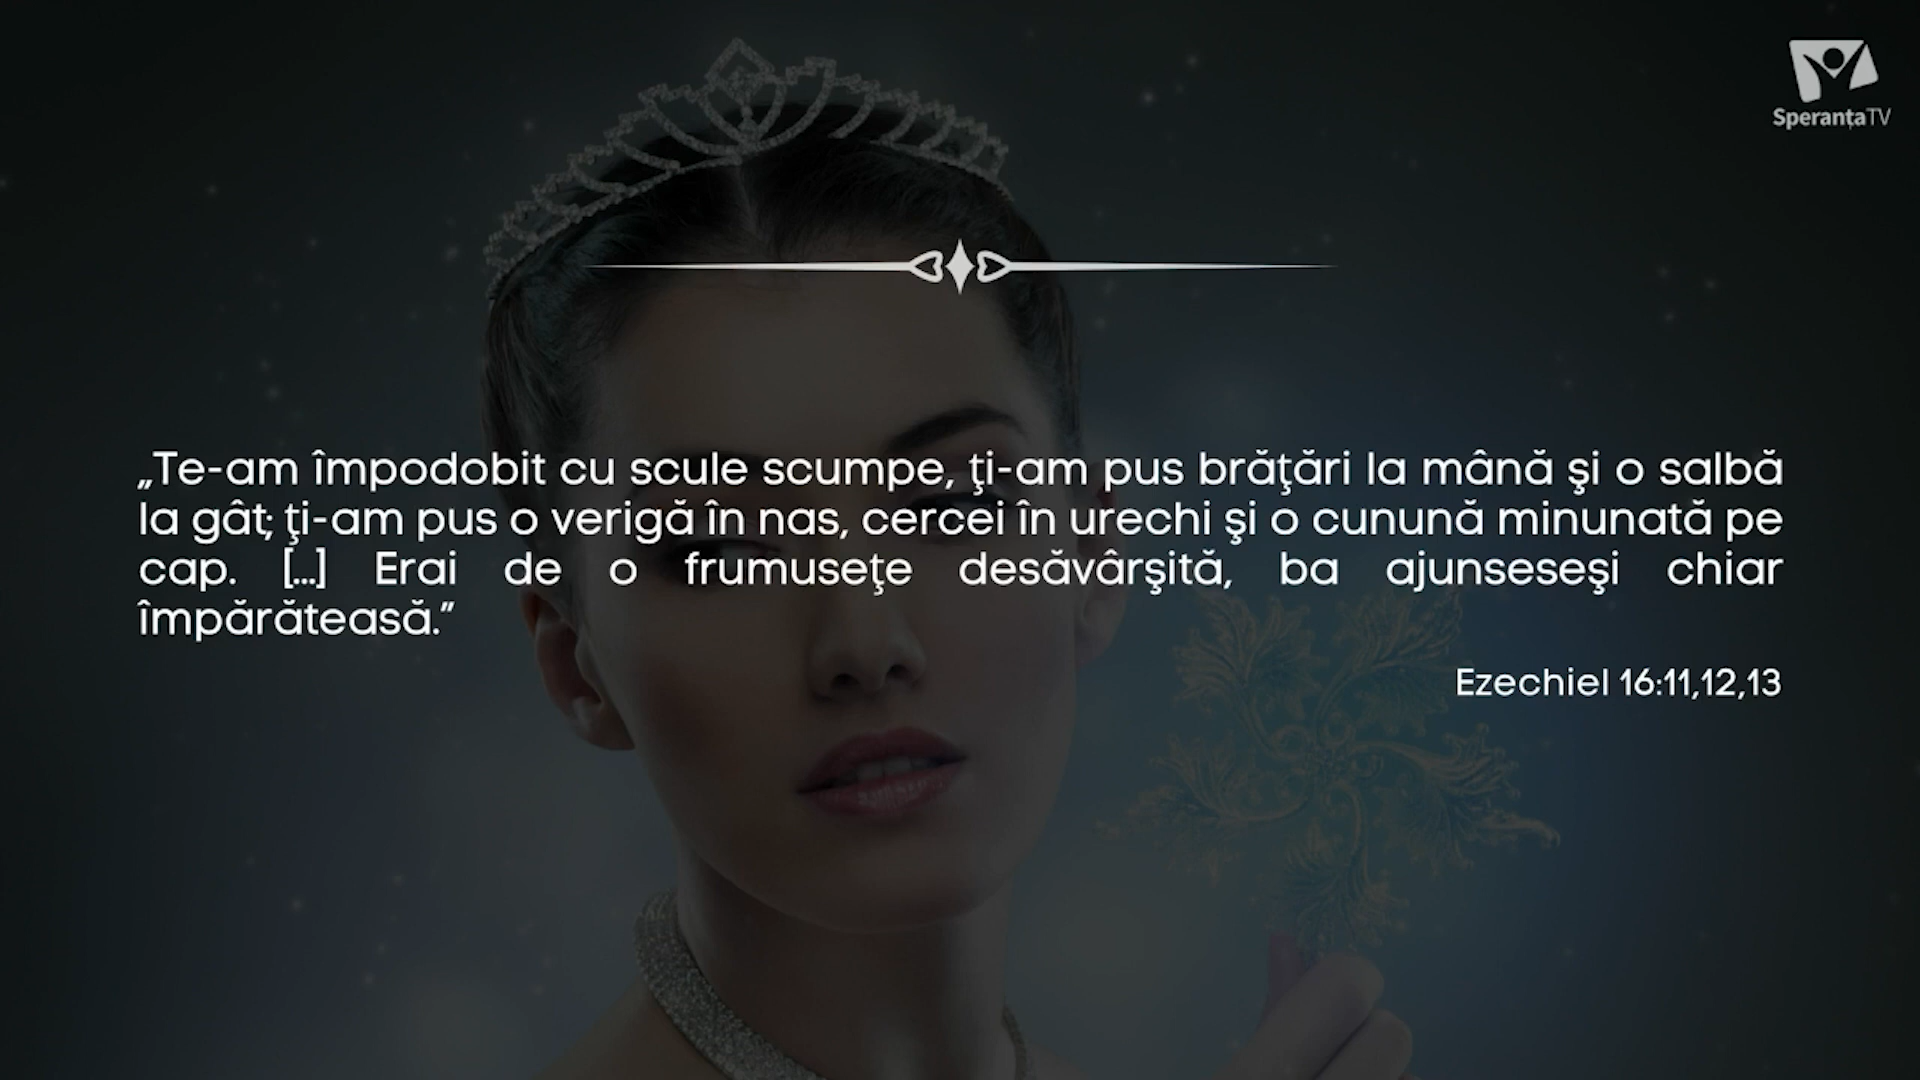 SperanțaTV
„Te-am împodobit cu scule scumpe, ţi-am pus brăţări la mână şi o salbă
la gât; ţi-am pus o verigă în nas, cercei în urechi şi o cunună minunată pe
cap. [...] Erai de o frumuseţe desăvârşită, ba ajunseseşi chiar
împărăteasă.”
Ezechiel 16:11,12,13